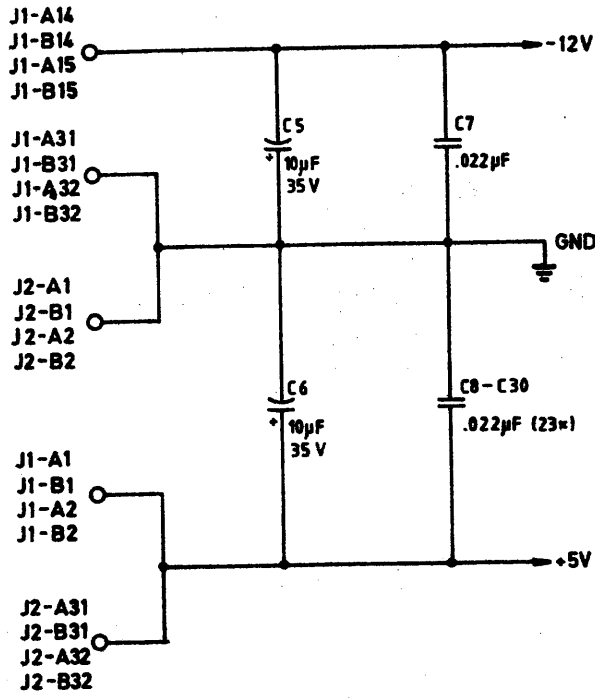 J1-A14
J1-B14
J1-A15
J1-B15
-12V
C5
+
10µF
35V
C7
.022µF
J1-A31
J1-B31
J1-A32
J1-B32
GND
J2-A1
J2-B1
J2-A2
J2-B2
C6
+
10µF
35V
C8-C30
.022µF (23×)
J1-A1
J1-B1
J1-A2
J1-B2
+5V
J2-A31
J2-B31
J2-A32
J2-B32